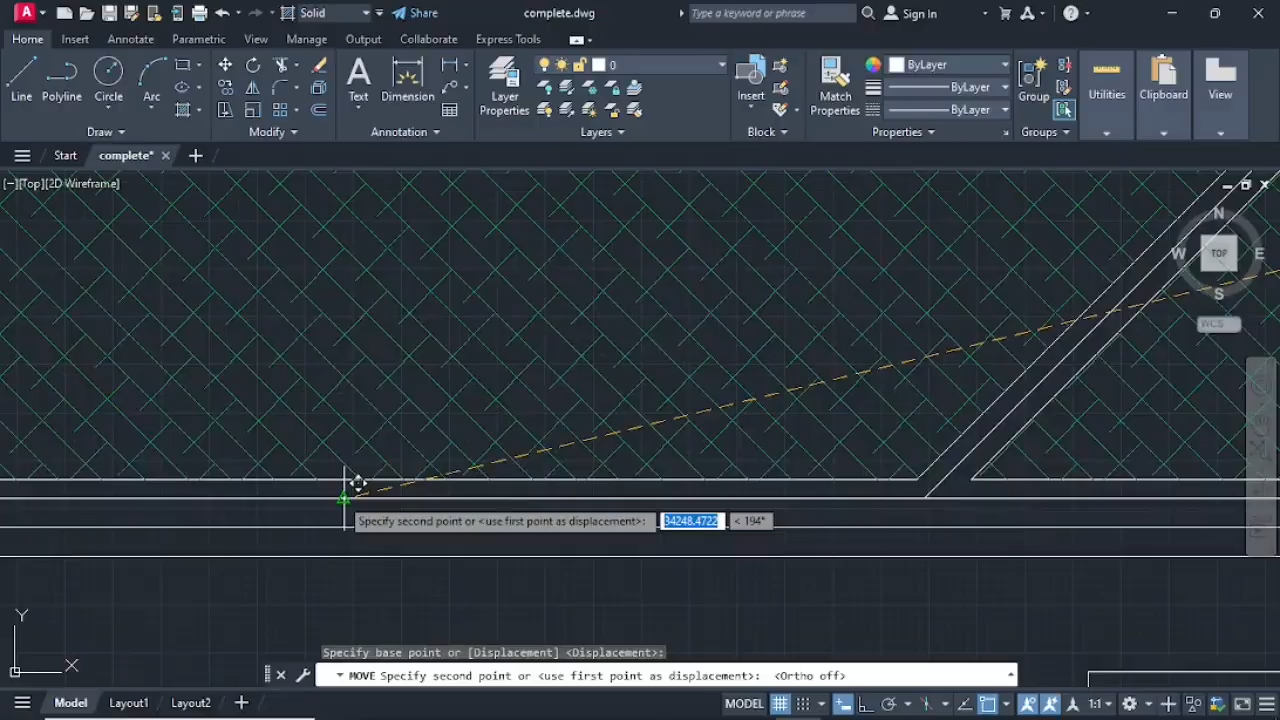 A Solid Share complete.dwg Type a keyword or phrase Sign In
Home Insert Annotate Parametric View Manage Output Collaborate Express Tools
Line Polyline Circle Arc
Text Dimension
Layer Properties
0
Insert
Match Properties
ByLayer
ByLayer
ByLayer
Group
Utilities Clipboard View
Draw Modify Annotation Layers Block Properties Groups
Start complete*
[−][Top][2D Wireframe]
N
W TOP E
S
WCS
Specify second point or <use first point as displacement>: 34248.4722 < 194°
Y
X
Specify base point or [Displacement] <Displacement>:
MOVE Specify second point or <use first point as displacement>: <Ortho off>
Model Layout1 Layout2 MODEL 1:1